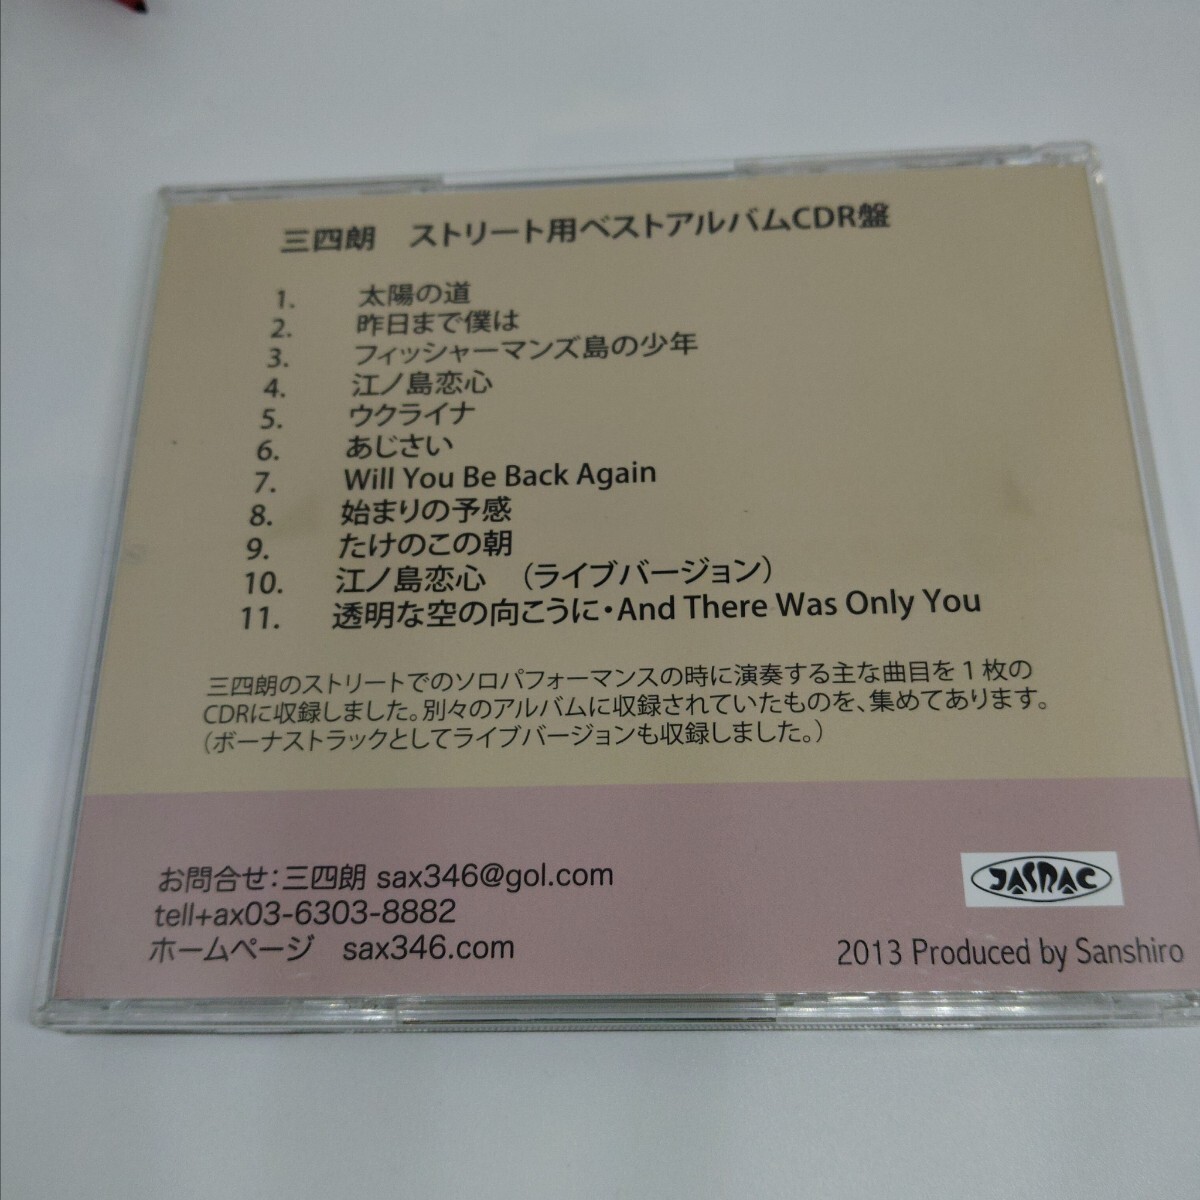 三四朗　ストリート用ベストアルバムCDR盤
1. 太陽の道
2. 昨日まで僕は
3. フィッシャーマンズ島の少年
4. 江ノ島恋心
5. ウクライナ
6. あじさい
7. Will You Be Back Again
8. 始まりの予感
9. たけのこの朝
10. 江ノ島恋心　（ライブバージョン）
11. 透明な空の向こうに・And There Was Only You
三四朗のストリートでのソロパフォーマンスの時に演奏する主な曲目を１枚の
CDRに収録しました。別々のアルバムに収録されていたものを、集めてあります。
（ボーナストラックとしてライブバージョンも収録しました。）
お問合せ：三四朗 sax346@gol.com
tell+ax03-6303-8882
ホームページ　sax346.com
JASRAC
2013 Produced by Sanshiro